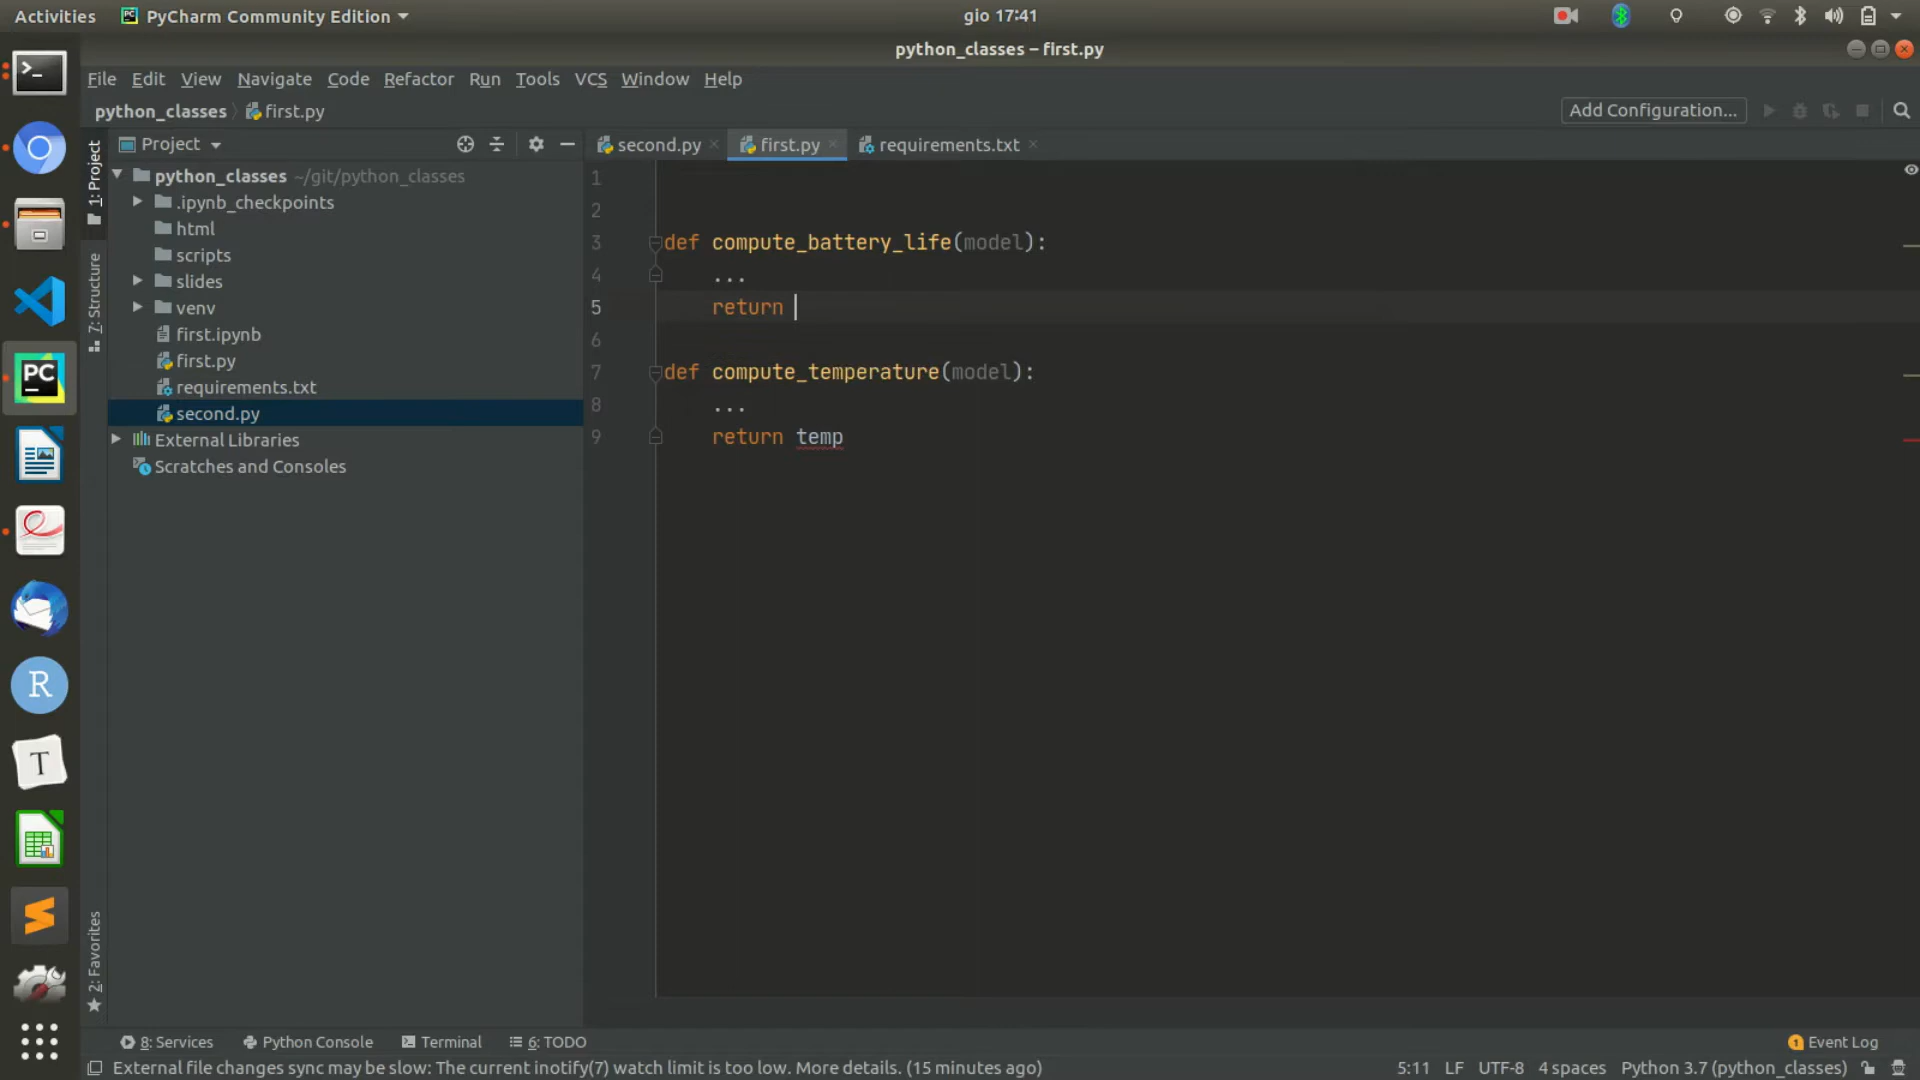 Activities PyCharm Community Edition gio 17:41
python_classes – first.py
File Edit View Navigate Code Refactor Run Tools VCS Window Help
python_classes first.py Add Configuration...
1: Project
7: Structure
2: Favorites
Project
python_classes ~/git/python_classes
.ipynb_checkpoints
html
scripts
slides
venv
first.ipynb
first.py
requirements.txt
second.py
External Libraries
Scratches and Consoles
second.py first.py requirements.txt
1
2
3 def compute_battery_life(model):
4 ...
5 return
6
7 def compute_temperature(model):
8 ...
9 return temp
PC
R
T
8: Services Python Console Terminal 6: TODO 1 Event Log
External file changes sync may be slow: The current inotify(7) watch limit is too low. More details. (15 minutes ago) 5:11 LF UTF-8 4 spaces Python 3.7 (python_classes)